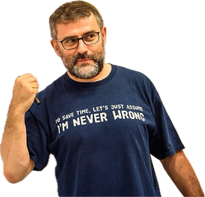 TO SAVE TIME, LET'S JUST ASSUME
I'M NEVER WRONG